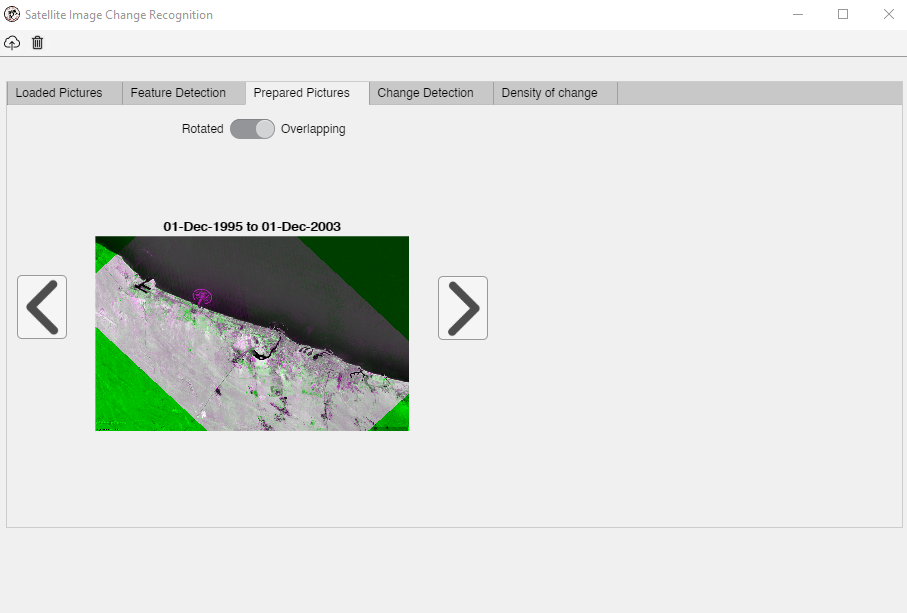 Satellite Image Change Recognition
Loaded Pictures
Feature Detection
Prepared Pictures
Change Detection
Density of change
Rotated
Overlapping
01-Dec-1995 to 01-Dec-2003